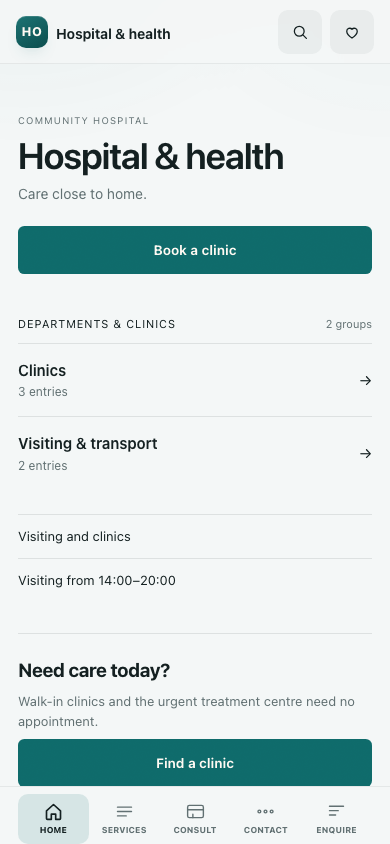 HO
Hospital & health
COMMUNITY HOSPITAL
Hospital & health
Care close to home.
Book a clinic
DEPARTMENTS & CLINICS
2 groups
Clinics
3 entries
Visiting & transport
2 entries
Visiting and clinics
Visiting from 14:00–20:00
Need care today?
Walk-in clinics and the urgent treatment centre need no
appointment.
Find a clinic
HOME
SERVICES
CONSULT
CONTACT
ENQUIRE